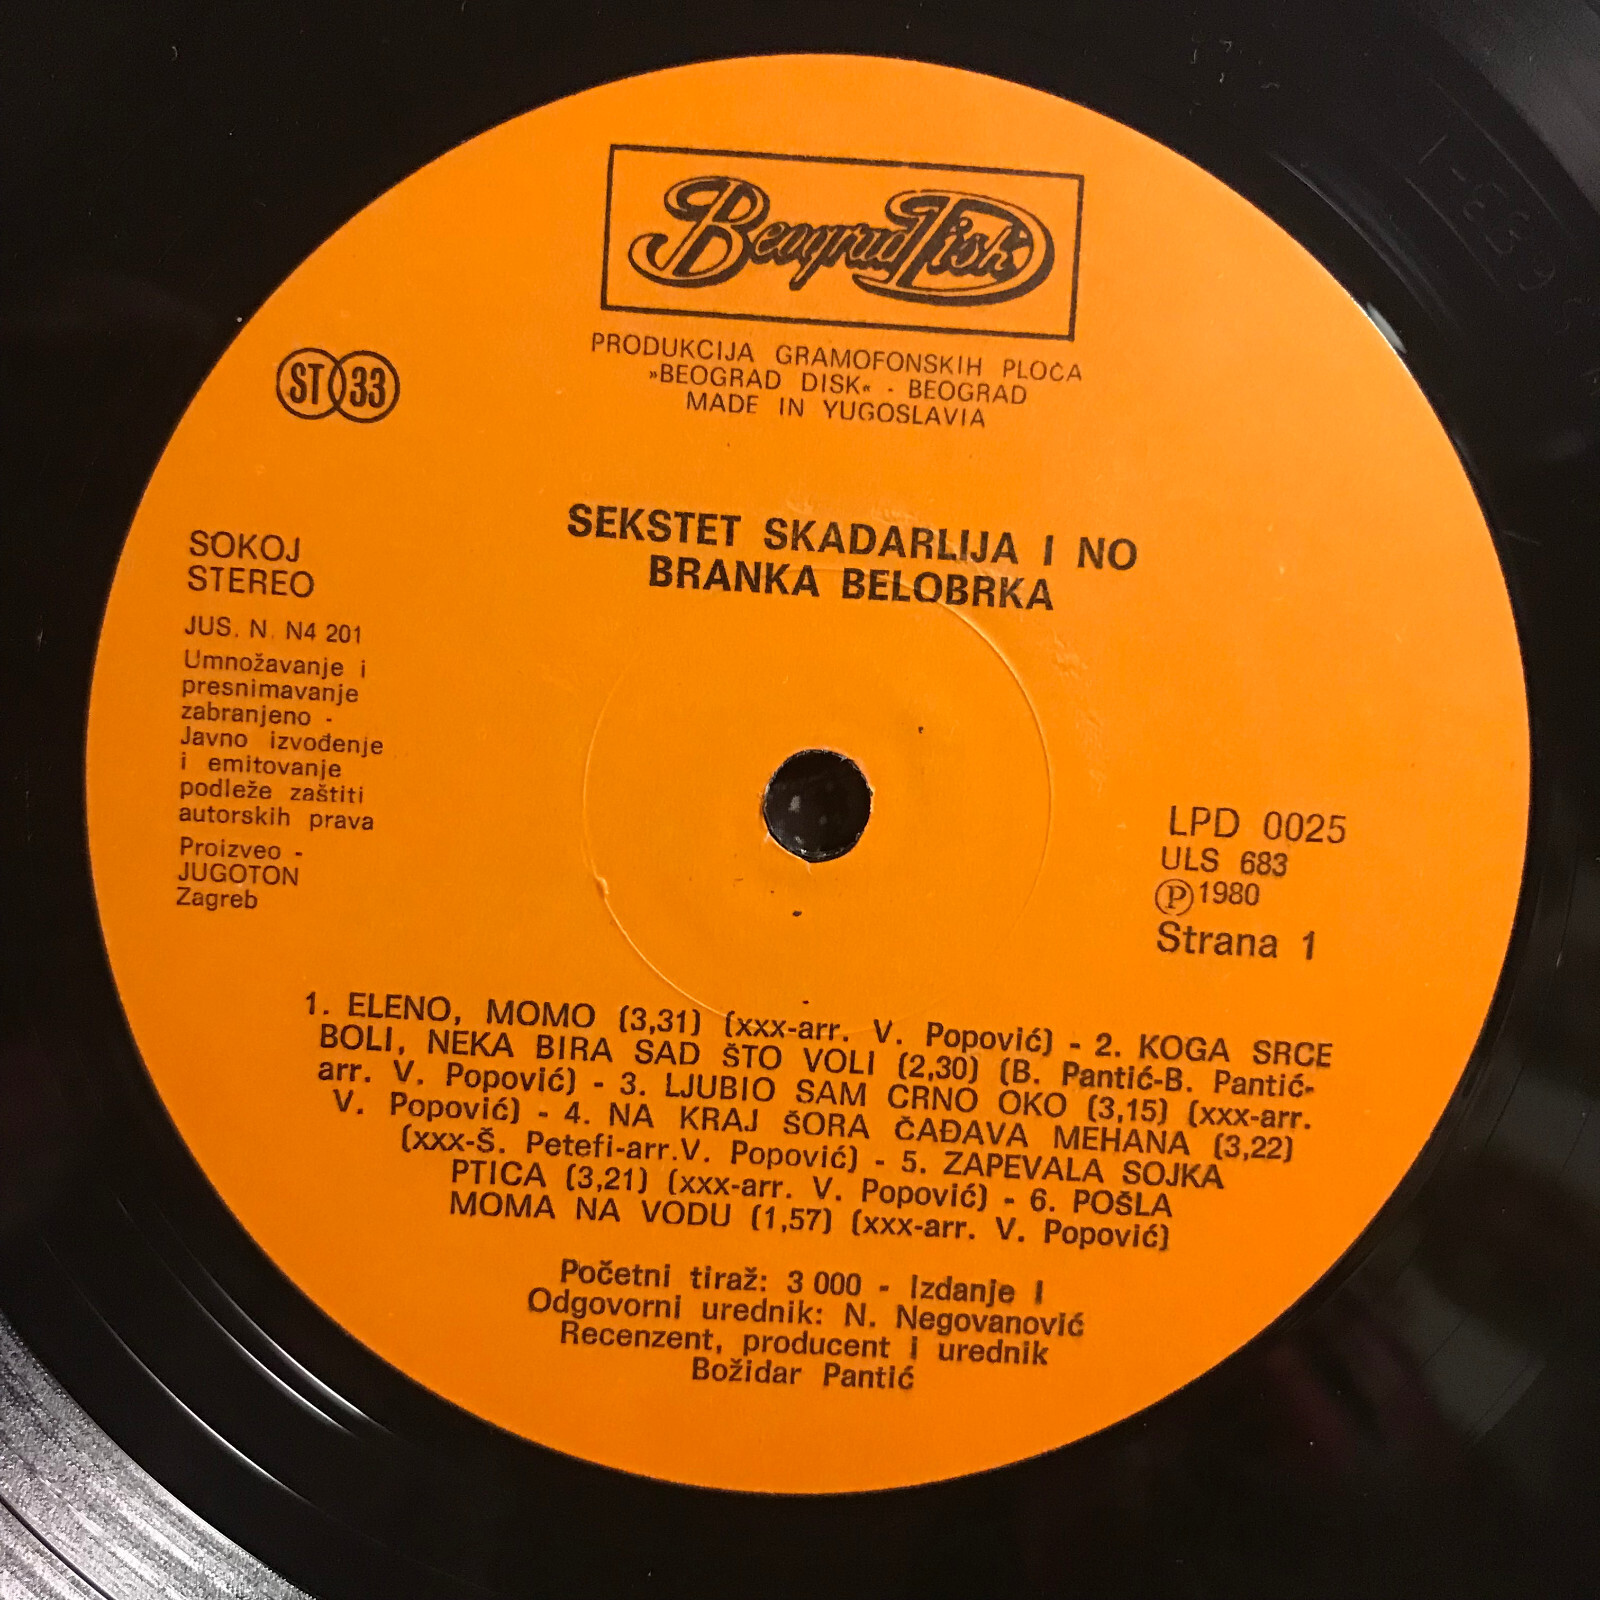 Beograd Disk
PRODUKCIJA GRAMOFONSKIH PLOČA
»BEOGRAD DISK« - BEOGRAD
MADE IN YUGOSLAVIA
ST 33
SEKSTET SKADARLIJA I NO
BRANKA BELOBRKA
SOKOJ
STEREO
JUS. N. N4 201
Umnožavanje i
presnimavanje
zabranjeno -
Javno izvođenje
i emitovanje
podleže zaštiti
autorskih prava
Proizveo -
JUGOTON
Zagreb
LPD 0025
ULS 683
Ⓟ 1980
Strana 1
1. ELENO, MOMO (3,31) (xxx-arr. V. Popović) - 2. KOGA SRCE
BOLI, NEKA BIRA SAD ŠTO VOLI (2,30) (B. Pantić-B. Pantić-
arr. V. Popović) - 3. LJUBIO SAM CRNO OKO (3,15) (xxx-arr.
V. Popović) - 4. NA KRAJ ŠORA ČAĐAVA MEHANA (3,22)
(xxx-Š. Petefi-arr.V. Popović) - 5. ZAPEVALA SOJKA
PTICA (3,21) (xxx-arr. V. Popović) - 6. POŠLA
MOMA NA VODU (1,57) (xxx-arr. V. Popović)
Početni tiraž: 3 000 - Izdanje I
Odgovorni urednik: N. Negovanović
Recenzent, producent i urednik
Božidar Pantić